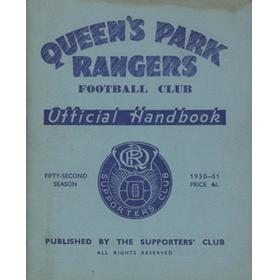 QUEEN'S PARK
RANGERS
FOOTBALL CLUB
Official Handbook
FIFTY-SECOND
SEASON
1950—51
PRICE 6d.
QPR
SUPPORTERS' CLUB
PUBLISHED BY THE SUPPORTERS' CLUB
ALL RIGHTS RESERVED